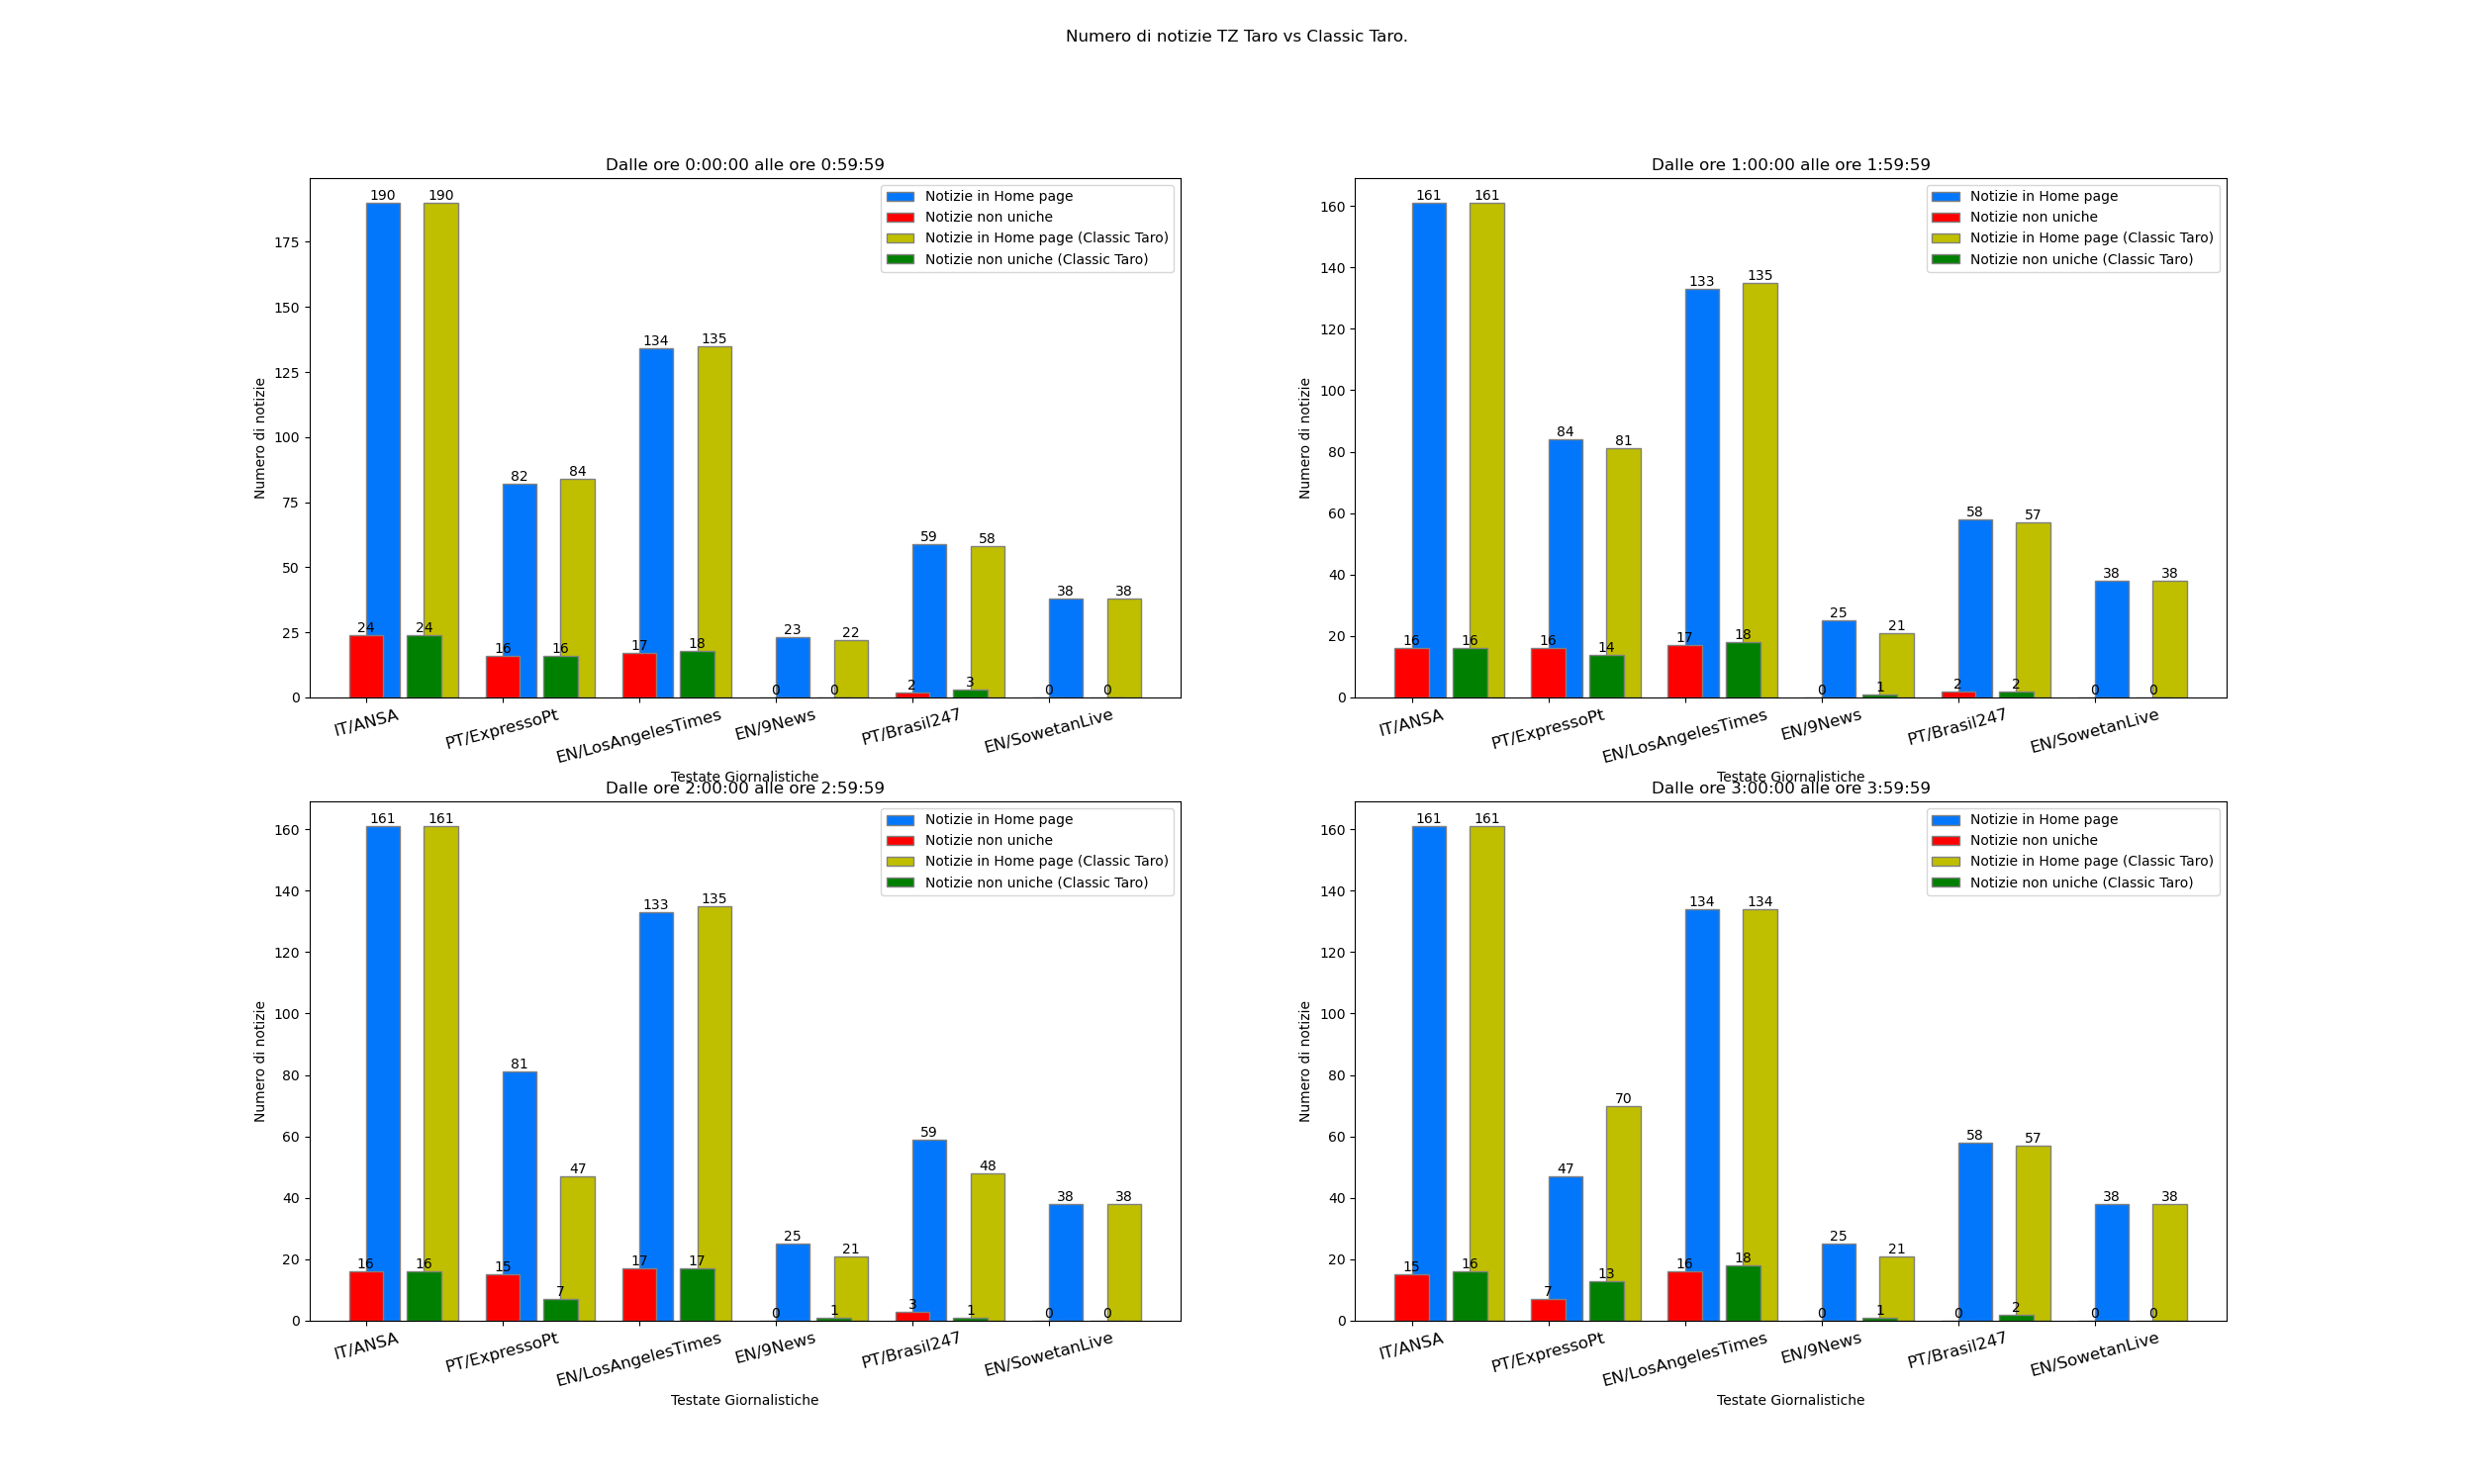 Numero di notizie TZ Taro vs Classic Taro.
Dalle ore 0:00:00 alle ore 0:59:59
Numero di notizie
175
150
125
100
75
50
25
0
190 190
82 84
134 135
23 22
59 58
38 38
24 24
16 16
17 18
0 0
2 3
0 0
Notizie in Home page
Notizie non uniche
Notizie in Home page (Classic Taro)
Notizie non uniche (Classic Taro)
IT/ANSA
PT/ExpressoPt
EN/LosAngelesTimes
EN/9News
PT/Brasil247
EN/SowetanLive
Testate Giornalistiche
Dalle ore 1:00:00 alle ore 1:59:59
Numero di notizie
160
140
120
100
80
60
40
20
0
161 161
84 81
133 135
25 21
58 57
38 38
16 16
16 14
17 18
0 1
2 2
0 0
Notizie in Home page
Notizie non uniche
Notizie in Home page (Classic Taro)
Notizie non uniche (Classic Taro)
IT/ANSA
PT/ExpressoPt
EN/LosAngelesTimes
EN/9News
PT/Brasil247
EN/SowetanLive
Testate Giornalistiche
Dalle ore 2:00:00 alle ore 2:59:59
Numero di notizie
160
140
120
100
80
60
40
20
0
161 161
81 47
133 135
25 21
59 48
38 38
16 16
15 7
17 17
0 1
3 1
0 0
Notizie in Home page
Notizie non uniche
Notizie in Home page (Classic Taro)
Notizie non uniche (Classic Taro)
IT/ANSA
PT/ExpressoPt
EN/LosAngelesTimes
EN/9News
PT/Brasil247
EN/SowetanLive
Testate Giornalistiche
Dalle ore 3:00:00 alle ore 3:59:59
Numero di notizie
160
140
120
100
80
60
40
20
0
161 161
47 70
134 134
25 21
58 57
38 38
15 16
7 13
16 18
0 1
0 2
0 0
Notizie in Home page
Notizie non uniche
Notizie in Home page (Classic Taro)
Notizie non uniche (Classic Taro)
IT/ANSA
PT/ExpressoPt
EN/LosAngelesTimes
EN/9News
PT/Brasil247
EN/SowetanLive
Testate Giornalistiche